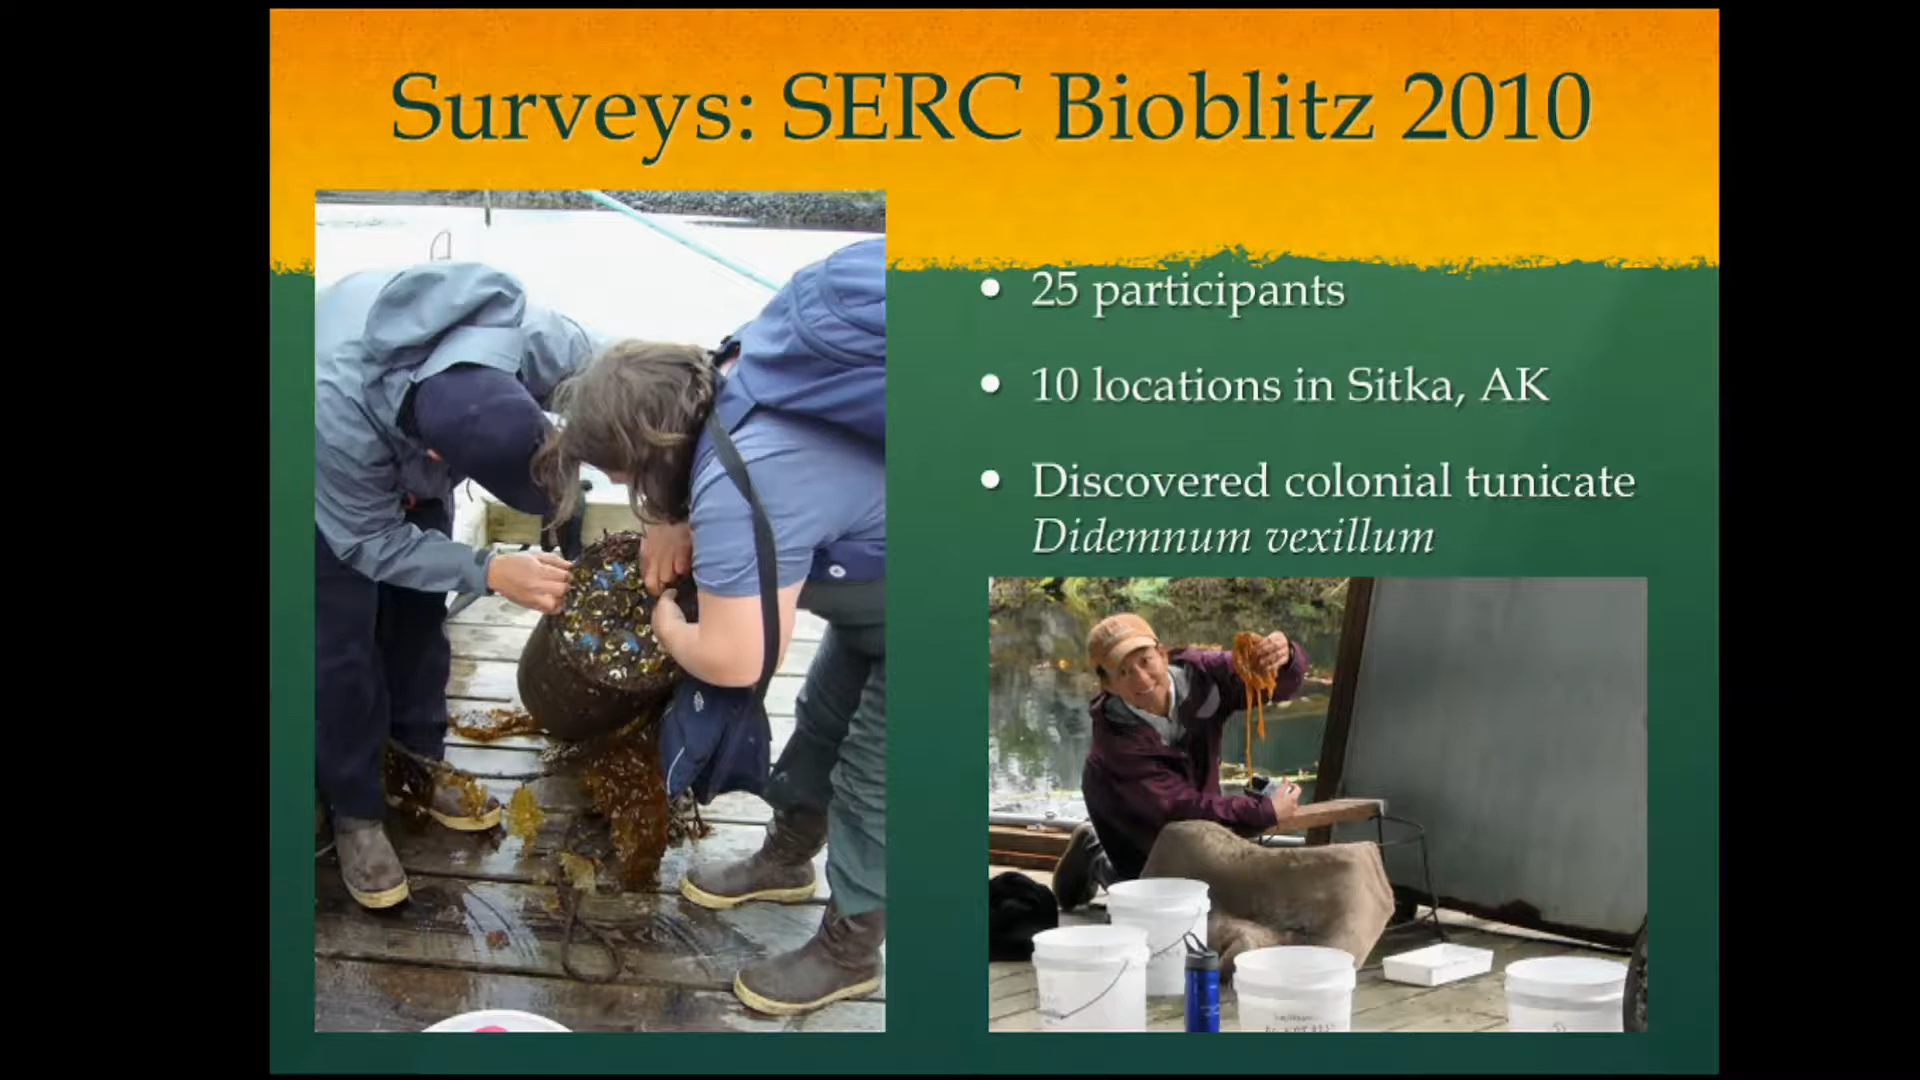 Surveys: SERC Bioblitz 2010
• 25 participants
• 10 locations in Sitka, AK
• Discovered colonial tunicate
Didemnum vexillum